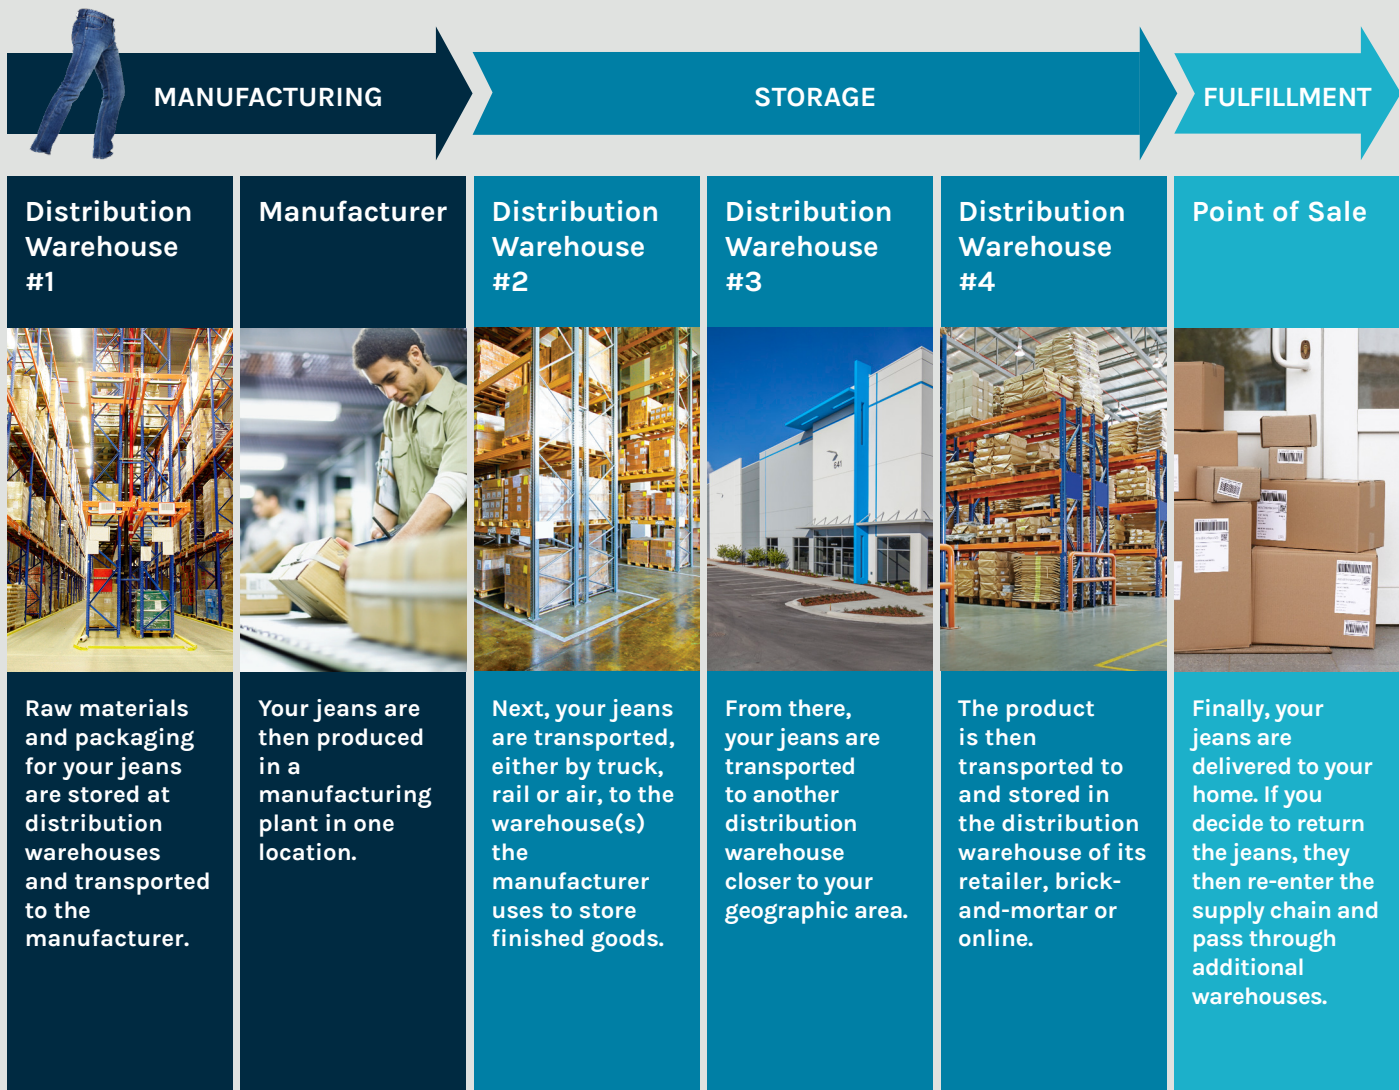 MANUFACTURING
STORAGE
FULFILLMENT
Distribution
Warehouse
#1
Raw materials
and packaging
for your jeans
are stored at
distribution
warehouses
and transported
to the
manufacturer.
Manufacturer
Your jeans are
then produced
in a
manufacturing
plant in one
location.
Distribution
Warehouse
#2
Next, your jeans
are transported,
either by truck,
rail or air, to the
warehouse(s)
the
manufacturer
uses to store
finished goods.
Distribution
Warehouse
#3
641
From there,
your jeans are
transported
to another
distribution
warehouse
closer to your
geographic area.
Distribution
Warehouse
#4
The product
is then
transported to
and stored in
the distribution
warehouse of its
retailer, brick-
and-mortar or
online.
Point of Sale
Finally, your
jeans are
delivered to your
home. If you
decide to return
the jeans, they
then re-enter the
supply chain and
pass through
additional
warehouses.